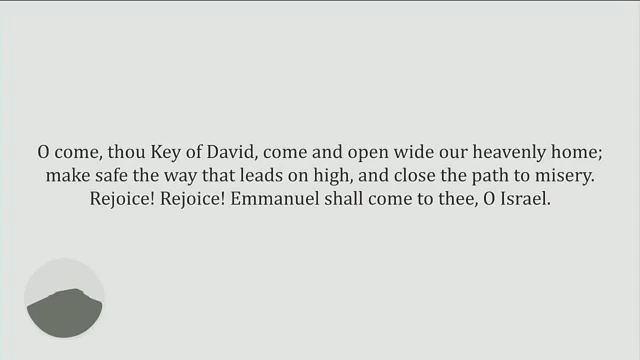 O come, thou Key of David, come and open wide our heavenly home;
make safe the way that leads on high, and close the path to misery.
Rejoice! Rejoice! Emmanuel shall come to thee, O Israel.